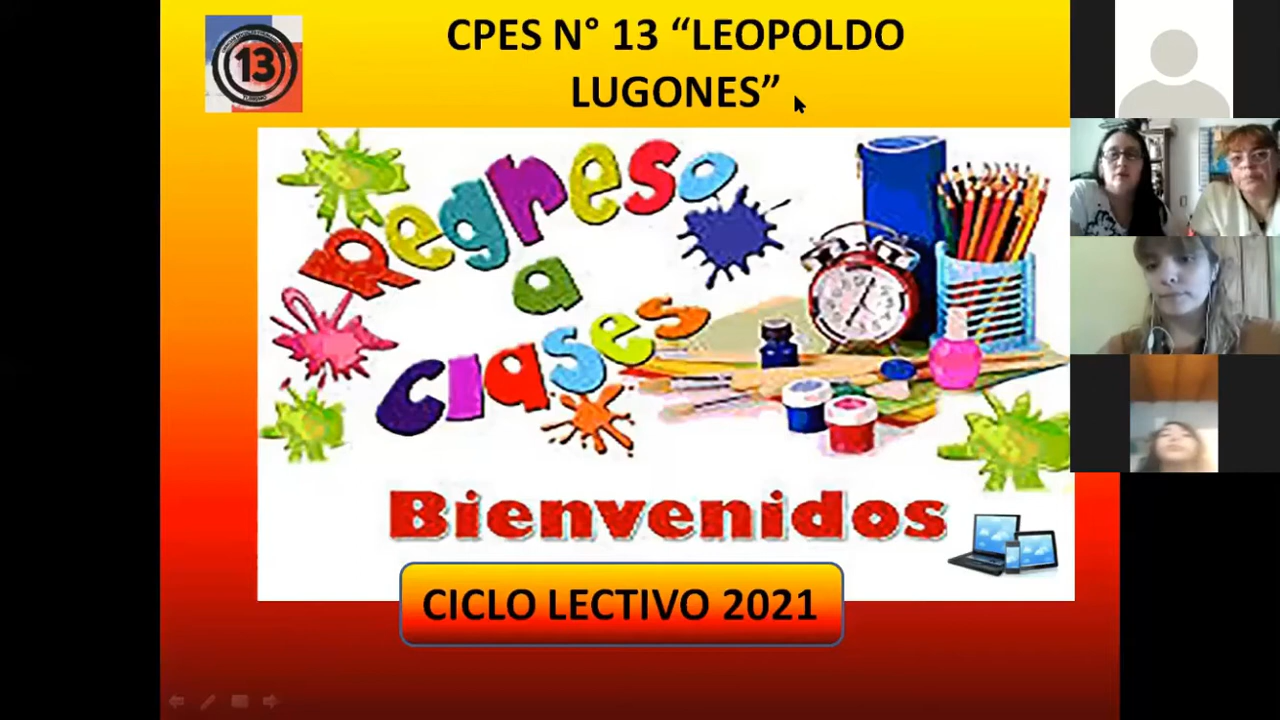 CPES N° 13 “LEOPOLDO
LUGONES”
13
Regreso
a
clases
Bienvenidos
CICLO LECTIVO 2021